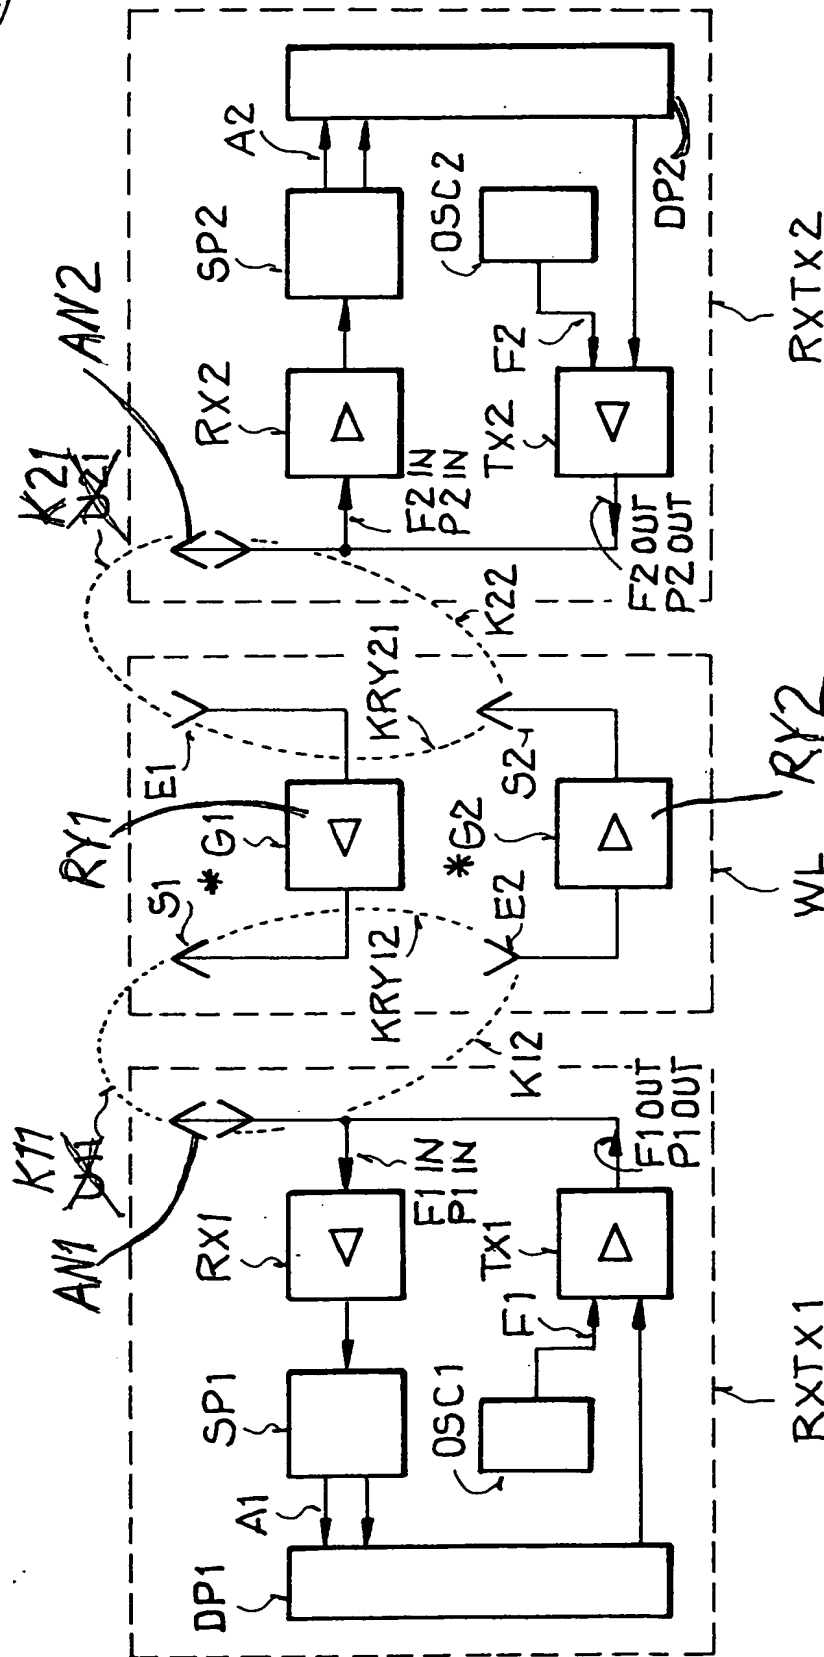 K11
U11
AN1
RX1
SP1
A1
DP1
OSC1
F1
TX1
F1 IN
P1 IN
F1 OUT
P1 OUT
RXTX1
K12
KRY12
S1
*
G1
RY1
E1
KRY21
E2
*G2
S2
RY2
WL
K21
U21
AN2
K22
RX2
SP2
A2
F2 IN
P2 IN
OSC2
F2
TX2
F2 OUT
P2 OUT
DP2
RXTX2